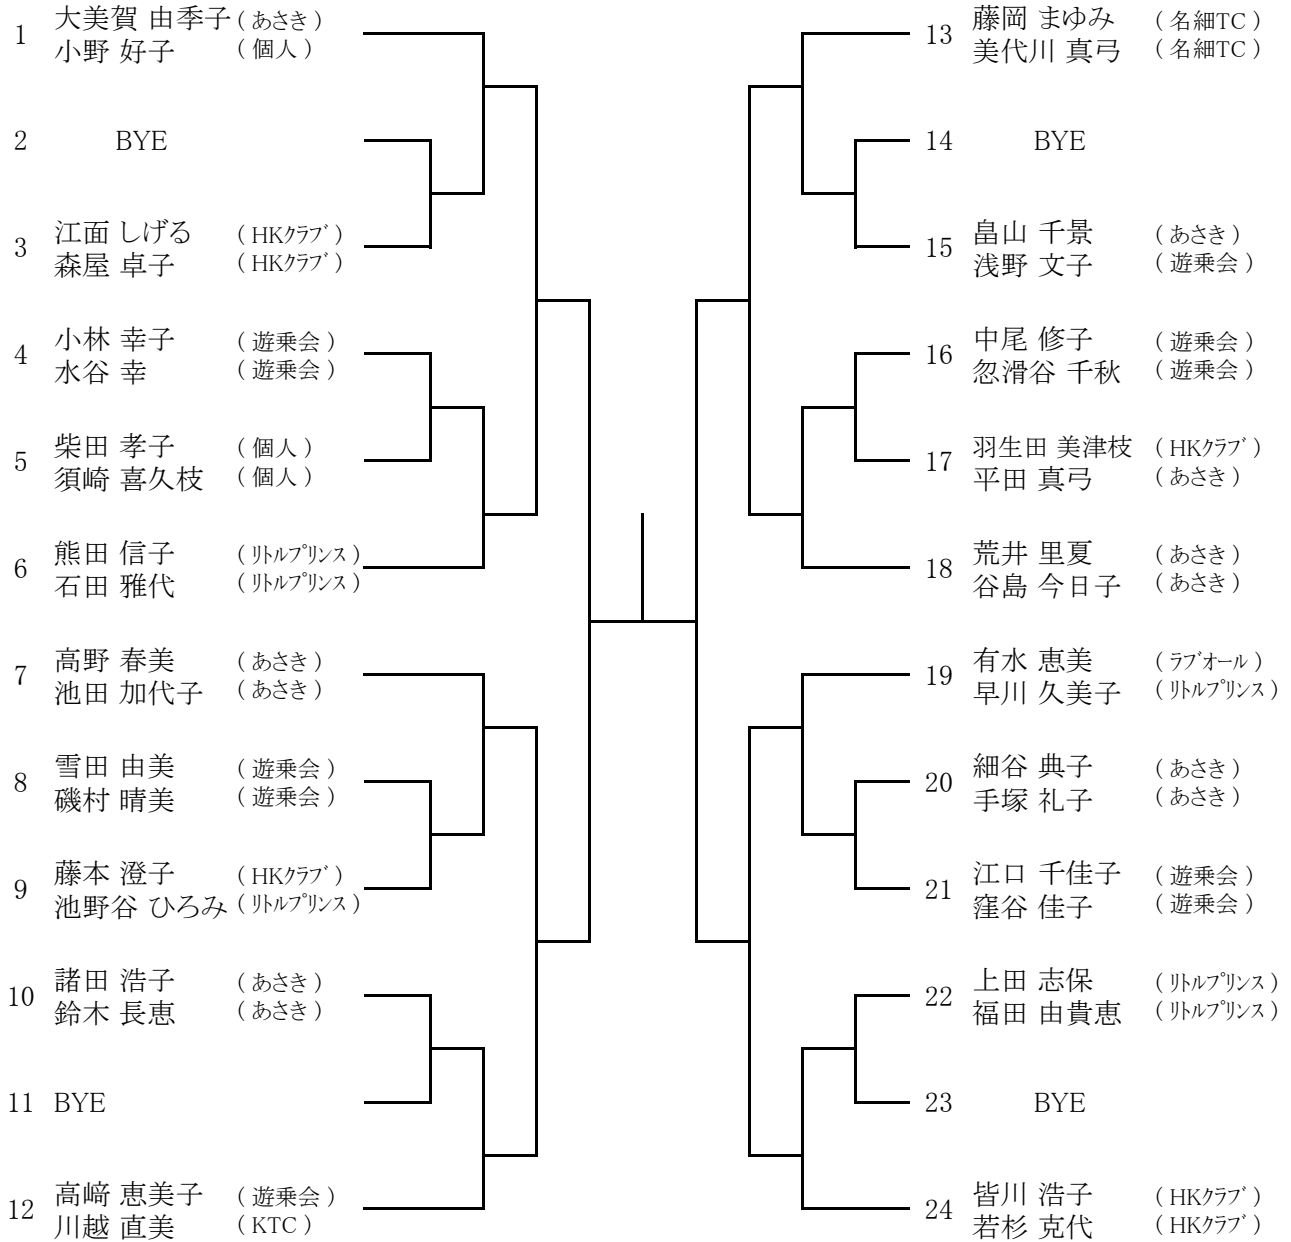 1 大美賀 由季子 ( あさき )
小野 好子 ( 個人 )
2 BYE
3 江面 しげる ( HKｸﾗﾌﾞ )
森屋 卓子 ( HKｸﾗﾌﾞ )
4 小林 幸子 ( 遊乗会 )
水谷 幸 ( 遊乗会 )
5 柴田 孝子 ( 個人 )
須崎 喜久枝 ( 個人 )
6 熊田 信子 ( ﾘﾄﾙﾌﾟﾘﾝｽ )
石田 雅代 ( ﾘﾄﾙﾌﾟﾘﾝｽ )
7 高野 春美 ( あさき )
池田 加代子 ( あさき )
8 雪田 由美 ( 遊乗会 )
磯村 晴美 ( 遊乗会 )
9 藤本 澄子 ( HKｸﾗﾌﾞ )
池野谷 ひろみ ( ﾘﾄﾙﾌﾟﾘﾝｽ )
10 諸田 浩子 ( あさき )
鈴木 長恵 ( あさき )
11 BYE
12 高﨑 恵美子 ( 遊乗会 )
川越 直美 ( KTC )
13 藤岡 まゆみ ( 名細TC )
美代川 真弓 ( 名細TC )
14 BYE
15 畠山 千景 ( あさき )
浅野 文子 ( 遊乗会 )
16 中尾 修子 ( 遊乗会 )
忽滑谷 千秋 ( 遊乗会 )
17 羽生田 美津枝 ( HKｸﾗﾌﾞ )
平田 真弓 ( あさき )
18 荒井 里夏 ( あさき )
谷島 今日子 ( あさき )
19 有水 恵美 ( ﾗﾌﾞｵｰﾙ )
早川 久美子 ( ﾘﾄﾙﾌﾟﾘﾝｽ )
20 細谷 典子 ( あさき )
手塚 礼子 ( あさき )
21 江口 千佳子 ( 遊乗会 )
窪谷 佳子 ( 遊乗会 )
22 上田 志保 ( ﾘﾄﾙﾌﾟﾘﾝｽ )
福田 由貴恵 ( ﾘﾄﾙﾌﾟﾘﾝｽ )
23 BYE
24 皆川 浩子 ( HKｸﾗﾌﾞ )
若杉 克代 ( HKｸﾗﾌﾞ )